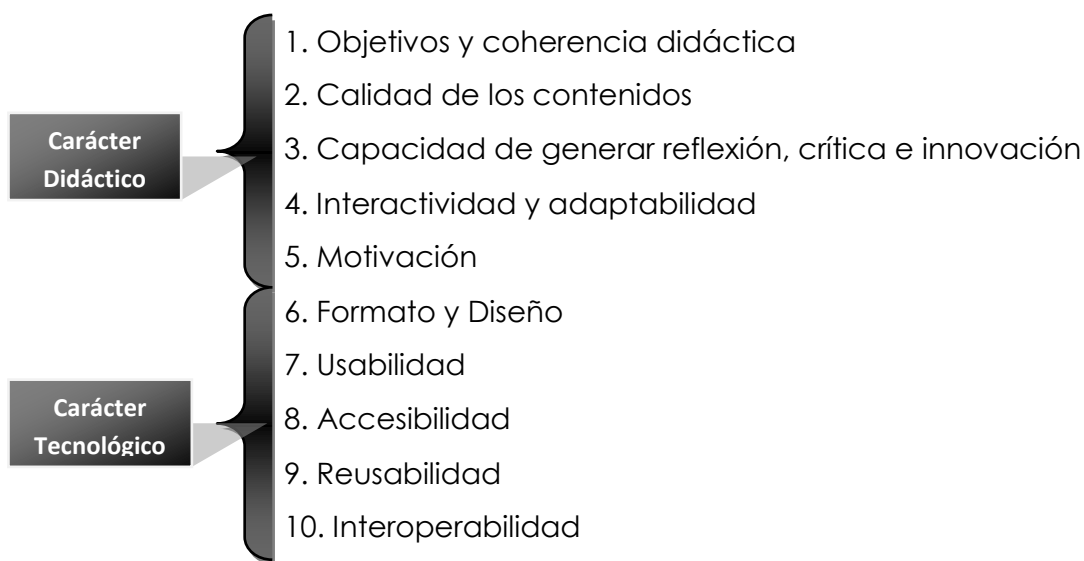 Carácter
Didáctico
1. Objetivos y coherencia didáctica
2. Calidad de los contenidos
3. Capacidad de generar reflexión, crítica e innovación
4. Interactividad y adaptabilidad
5. Motivación
Carácter
Tecnológico
6. Formato y Diseño
7. Usabilidad
8. Accesibilidad
9. Reusabilidad
10. Interoperabilidad